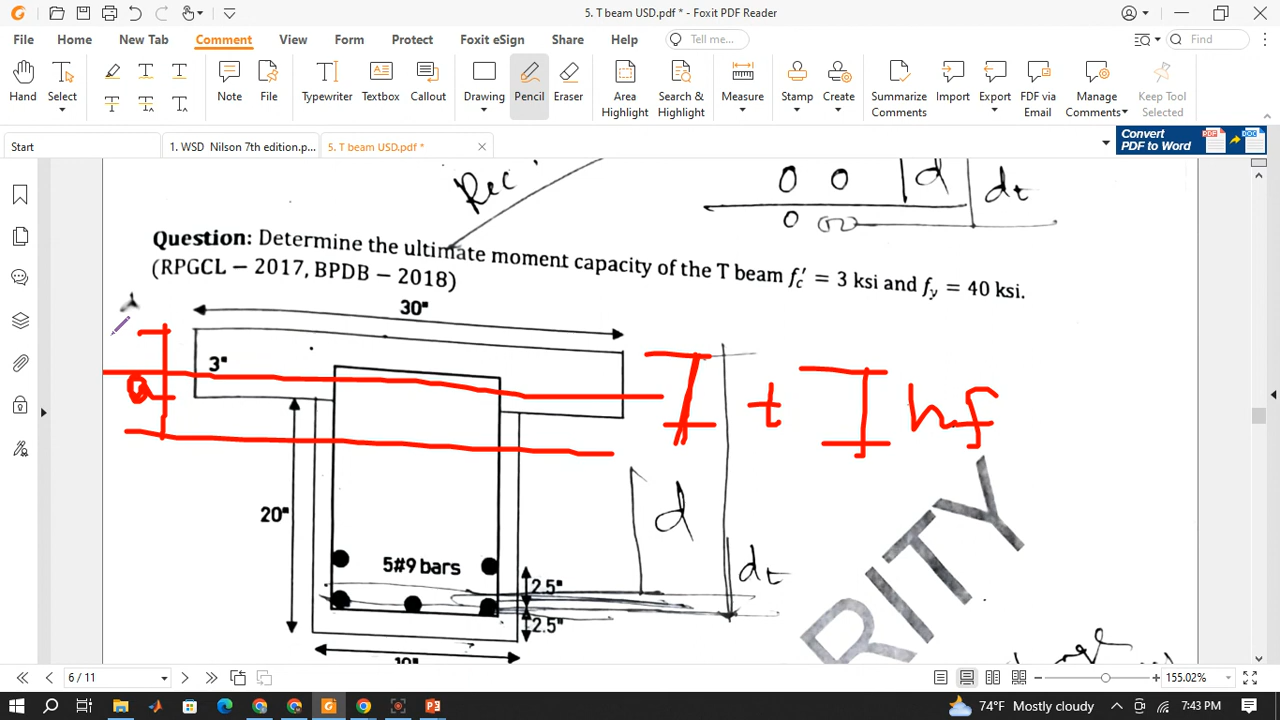 5. T beam USD.pdf * - Foxit PDF Reader
File Home New Tab Comment View Form Protect Foxit eSign Share Help Tell me... Find
Hand Select Note File Typewriter Textbox Callout Drawing Pencil Eraser Area Highlight Search & Highlight Measure Stamp Create Summarize Comments Import Export FDF via Email Manage Comments Keep Tool Selected
Start 1. WSD Nilson 7th edition.p... 5. T beam USD.pdf * Convert PDF to Word
Rec
d dt
Question: Determine the ultimate moment capacity of the T beam f′c = 3 ksi and fy = 40 ksi.
(RPGCL – 2017, BPDB – 2018)
30"
3"
a
t hf
20"
d
5#9 bars
2.5"
dt
2.5"
10"
RITY
6 / 11 155.02%
74°F Mostly cloudy 7:43 PM